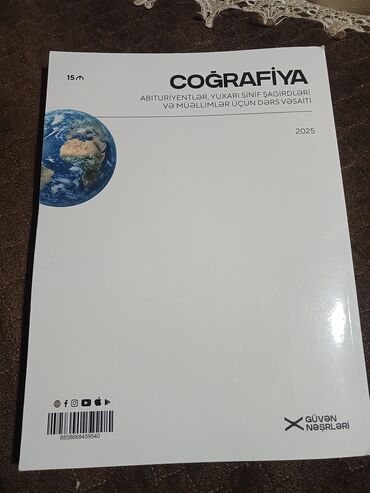 15₼
COĞRAFİYA
ABİTURİYENTLƏR, YUXARI SİNİF ŞAGİRDLƏRİ
VƏ MÜƏLLİMLƏR ÜÇÜN DƏRS VƏSAİTİ
2025
8858668459540
GÜVƏN
NƏŞRLƏRİ